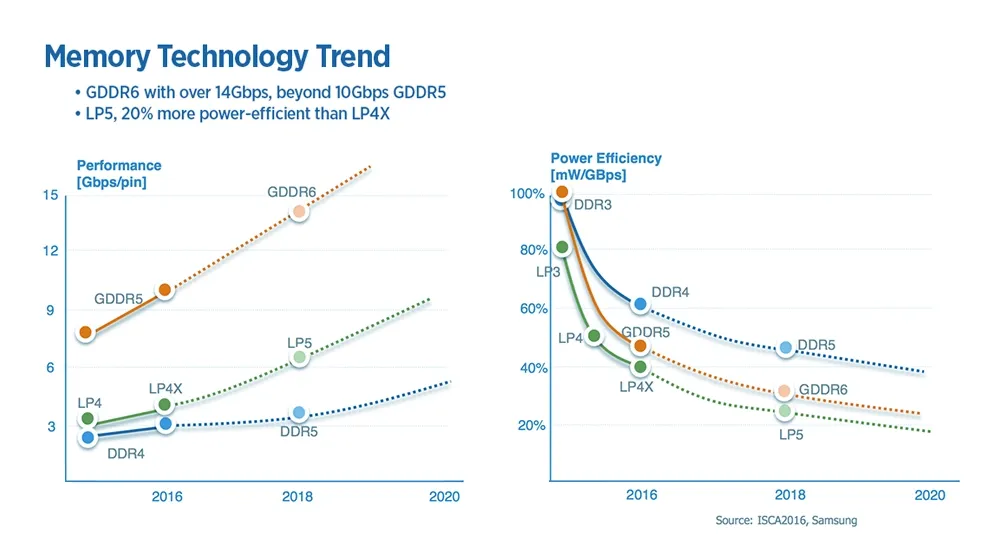 Memory Technology Trend
• GDDR6 with over 14Gbps, beyond 10Gbps GDDR5
• LP5, 20% more power-efficient than LP4X
Performance
[Gbps/pin]
15
12
9
6
3
GDDR6
GDDR5
LP5
LP4X
LP4
DDR5
DDR4
2016
2018
2020
Power Efficiency
[mW/GBps]
100%
80%
60%
40%
20%
DDR3
LP3
DDR4
GDDR5
LP4
DDR5
LP4X
GDDR6
LP5
2016
2018
2020
Source: ISCA2016, Samsung